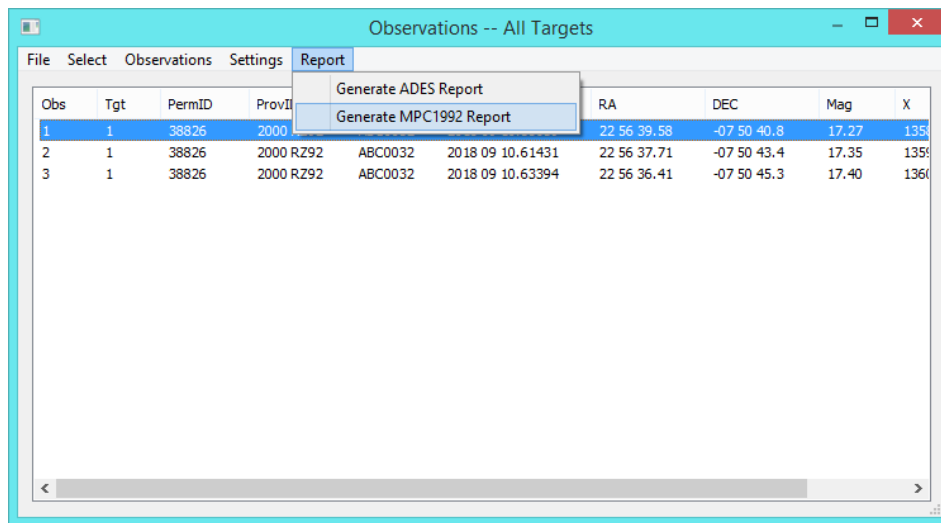 Observations -- All Targets
File Select Observations Settings Report
Generate ADES Report
Generate MPC1992 Report
Obs Tgt PermID RA DEC Mag X
1 1 38826 2000 22 56 39.58 -07 50 40.8 17.27
2 1 38826 2000 RZ92 ABC0032 2018 09 10.61431 22 56 37.71 -07 50 43.4 17.35
3 1 38826 2000 RZ92 ABC0032 2018 09 10.63394 22 56 36.41 -07 50 45.3 17.40